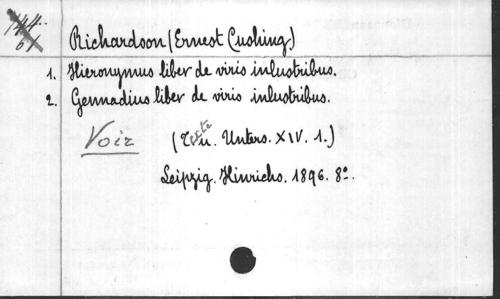 Richardson (Ernest Cushing)
1. Hieronymus liber de viris inlustribus.
2. Gennadius liber de viris inlustribus.
Voir (Texte u. Unters. XIV. 1.)
Leipzig. Hinrichs. 1896. 8º.